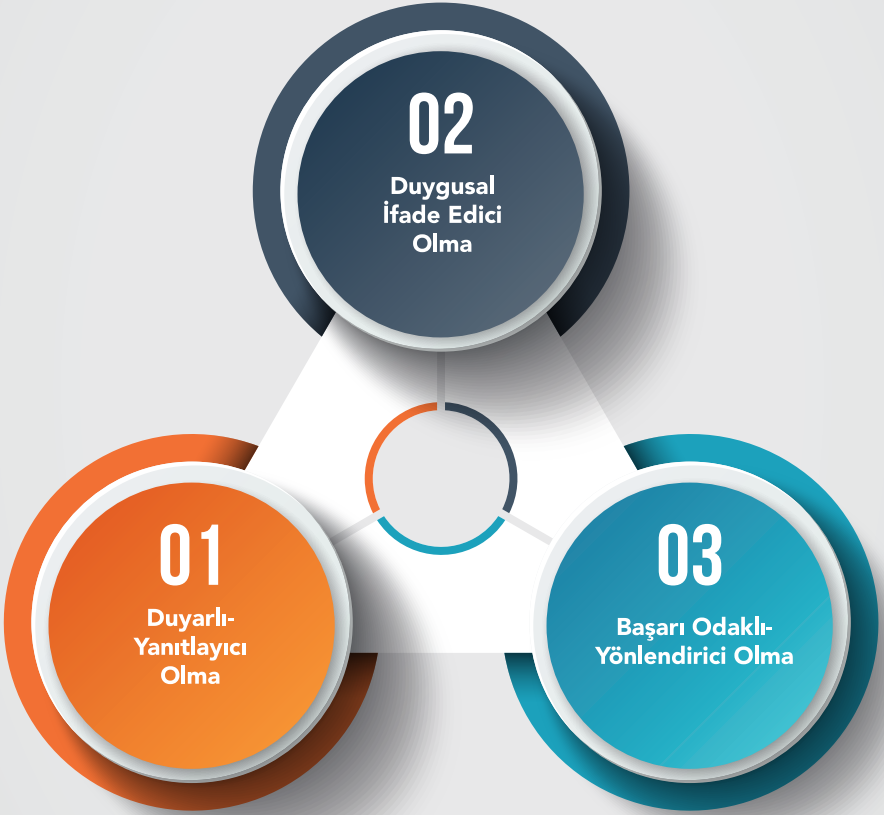 02
Duygusal
İfade Edici
Olma
01
Duyarlı-
Yanıtlayıcı
Olma
03
Başarı Odaklı-
Yönlendirici Olma